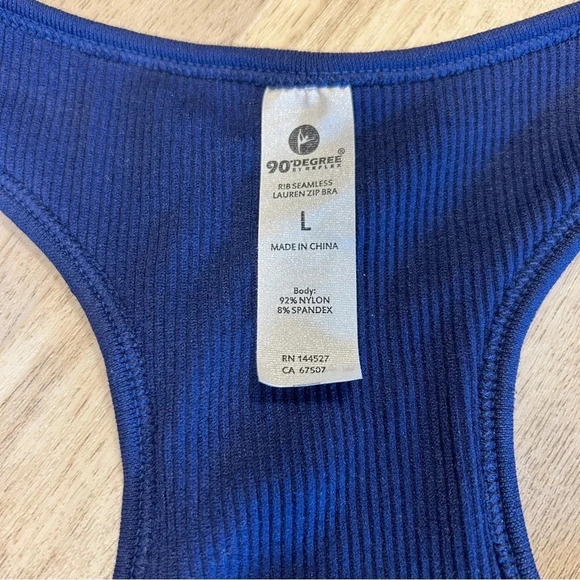 90°DEGREE®
BY REFLEX
RIB SEAMLESS
LAUREN ZIP BRA
L
MADE IN CHINA
Body:
92% NYLON
8% SPANDEX
RN 144527
CA 67507